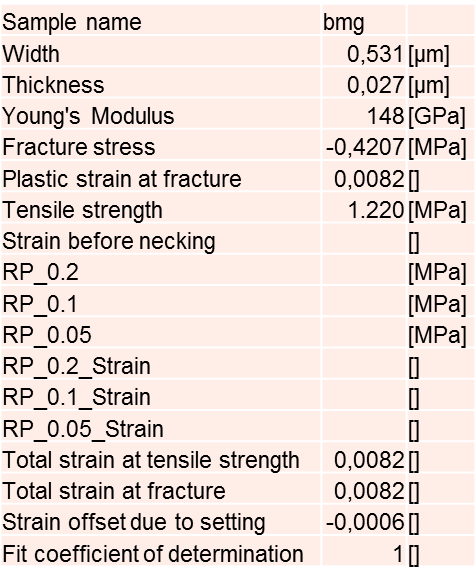 Sample name bmg
Width 0,531 [µm]
Thickness 0,027 [µm]
Young's Modulus 148 [GPa]
Fracture stress -0,4207 [MPa]
Plastic strain at fracture 0,0082 []
Tensile strength 1.220 [MPa]
Strain before necking []
RP_0.2 [MPa]
RP_0.1 [MPa]
RP_0.05 [MPa]
RP_0.2_Strain []
RP_0.1_Strain []
RP_0.05_Strain []
Total strain at tensile strength 0,0082 []
Total strain at fracture 0,0082 []
Strain offset due to setting -0,0006 []
Fit coefficient of determination 1 []